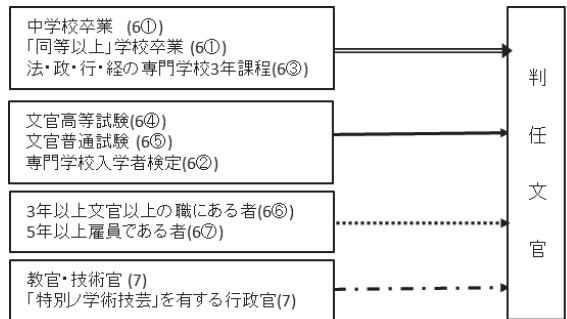 中学校卒業 (6①)
「同等以上」学校卒業 (6①)
法・政・行・経の専門学校3年課程(6③)
文官高等試験(6④)
文官普通試験 (6⑤)
専門学校入学者検定(6②)
3年以上文官以上の職にある者(6⑥)
5年以上雇員である者(6⑦)
教官・技術官 (7)
「特別ノ学術技芸」を有する行政官(7)
判任文官